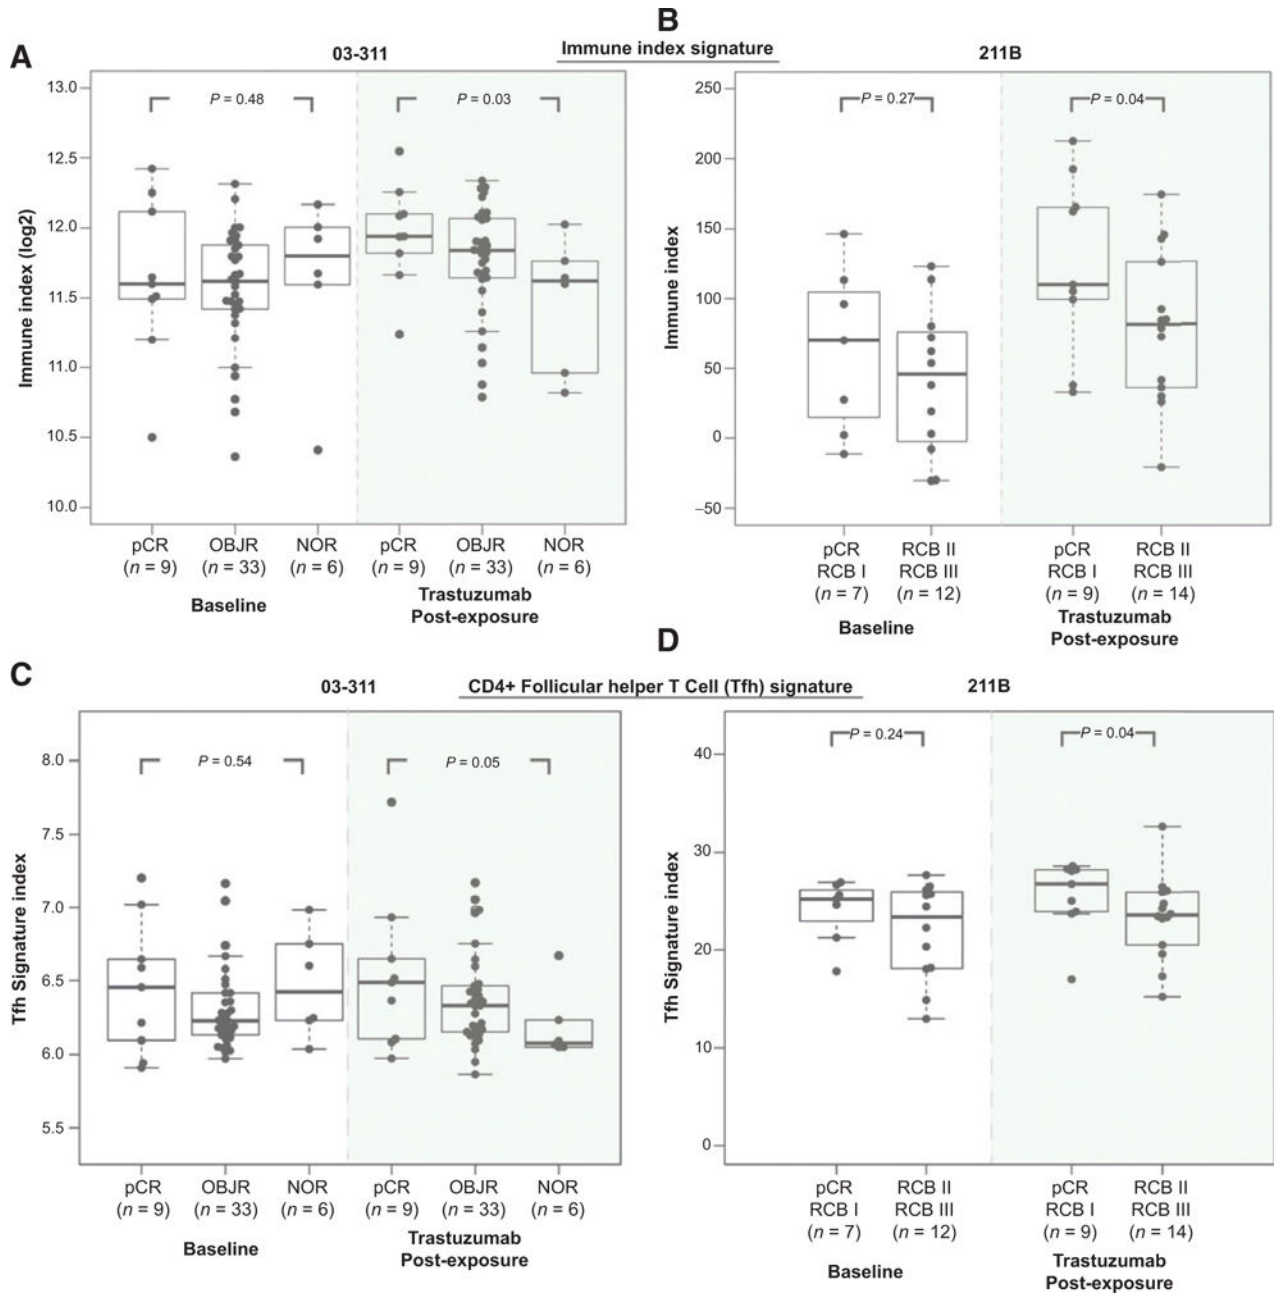 A
03-311
Immune index signature
B
211B
Immune index (log2)
13.0
12.5
12.0
11.5
11.0
10.5
10.0
P = 0.48
P = 0.03
pCR OBJR NOR pCR OBJR NOR
(n = 9) (n = 33) (n = 6) (n = 9) (n = 33) (n = 6)
Baseline
Trastuzumab
Post-exposure
Immune index
250
200
150
100
50
0
–50
P = 0.27
P = 0.04
pCR RCB II pCR RCB II
RCB I RCB III RCB I RCB III
(n = 7) (n = 12) (n = 9) (n = 14)
Baseline
Trastuzumab
Post-exposure
C
03-311
CD4+ Follicular helper T Cell (Tfh) signature
D
211B
Tfh Signature index
8.0
7.5
7.0
6.5
6.0
5.5
P = 0.54
P = 0.05
pCR OBJR NOR pCR OBJR NOR
(n = 9) (n = 33) (n = 6) (n = 9) (n = 33) (n = 6)
Baseline
Trastuzumab
Post-exposure
Tfh Signature index
40
30
20
10
0
P = 0.24
P = 0.04
pCR RCB II pCR RCB II
RCB I RCB III RCB I RCB III
(n = 7) (n = 12) (n = 9) (n = 14)
Baseline
Trastuzumab
Post-exposure